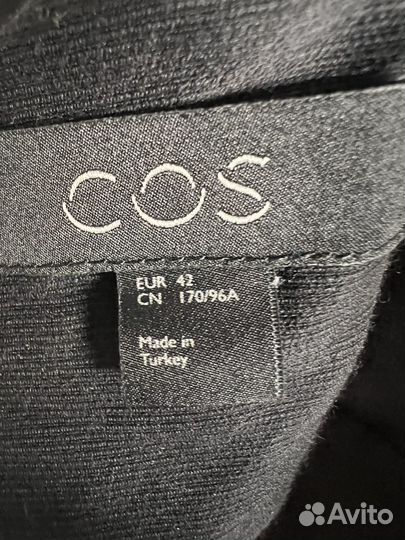 COS
EUR 42
CN 170/96A
Made in
Turkey
Avito